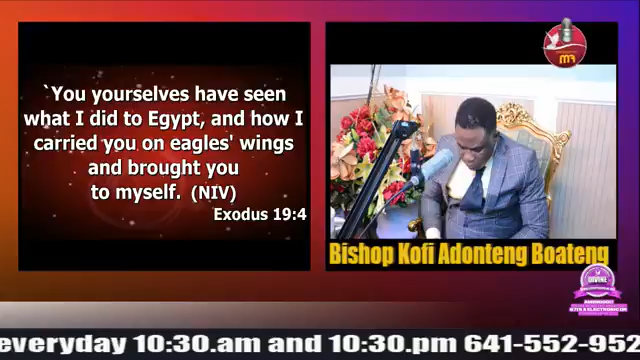 `You yourselves have seen
what I did to Egypt, and how I
carried you on eagles' wings
and brought you
to myself. (NIV)
Exodus 19:4
Bishop Kofi Adonteng Boateng
DIVINE
everyday 10:30.am and 10:30.pm 641-552-952